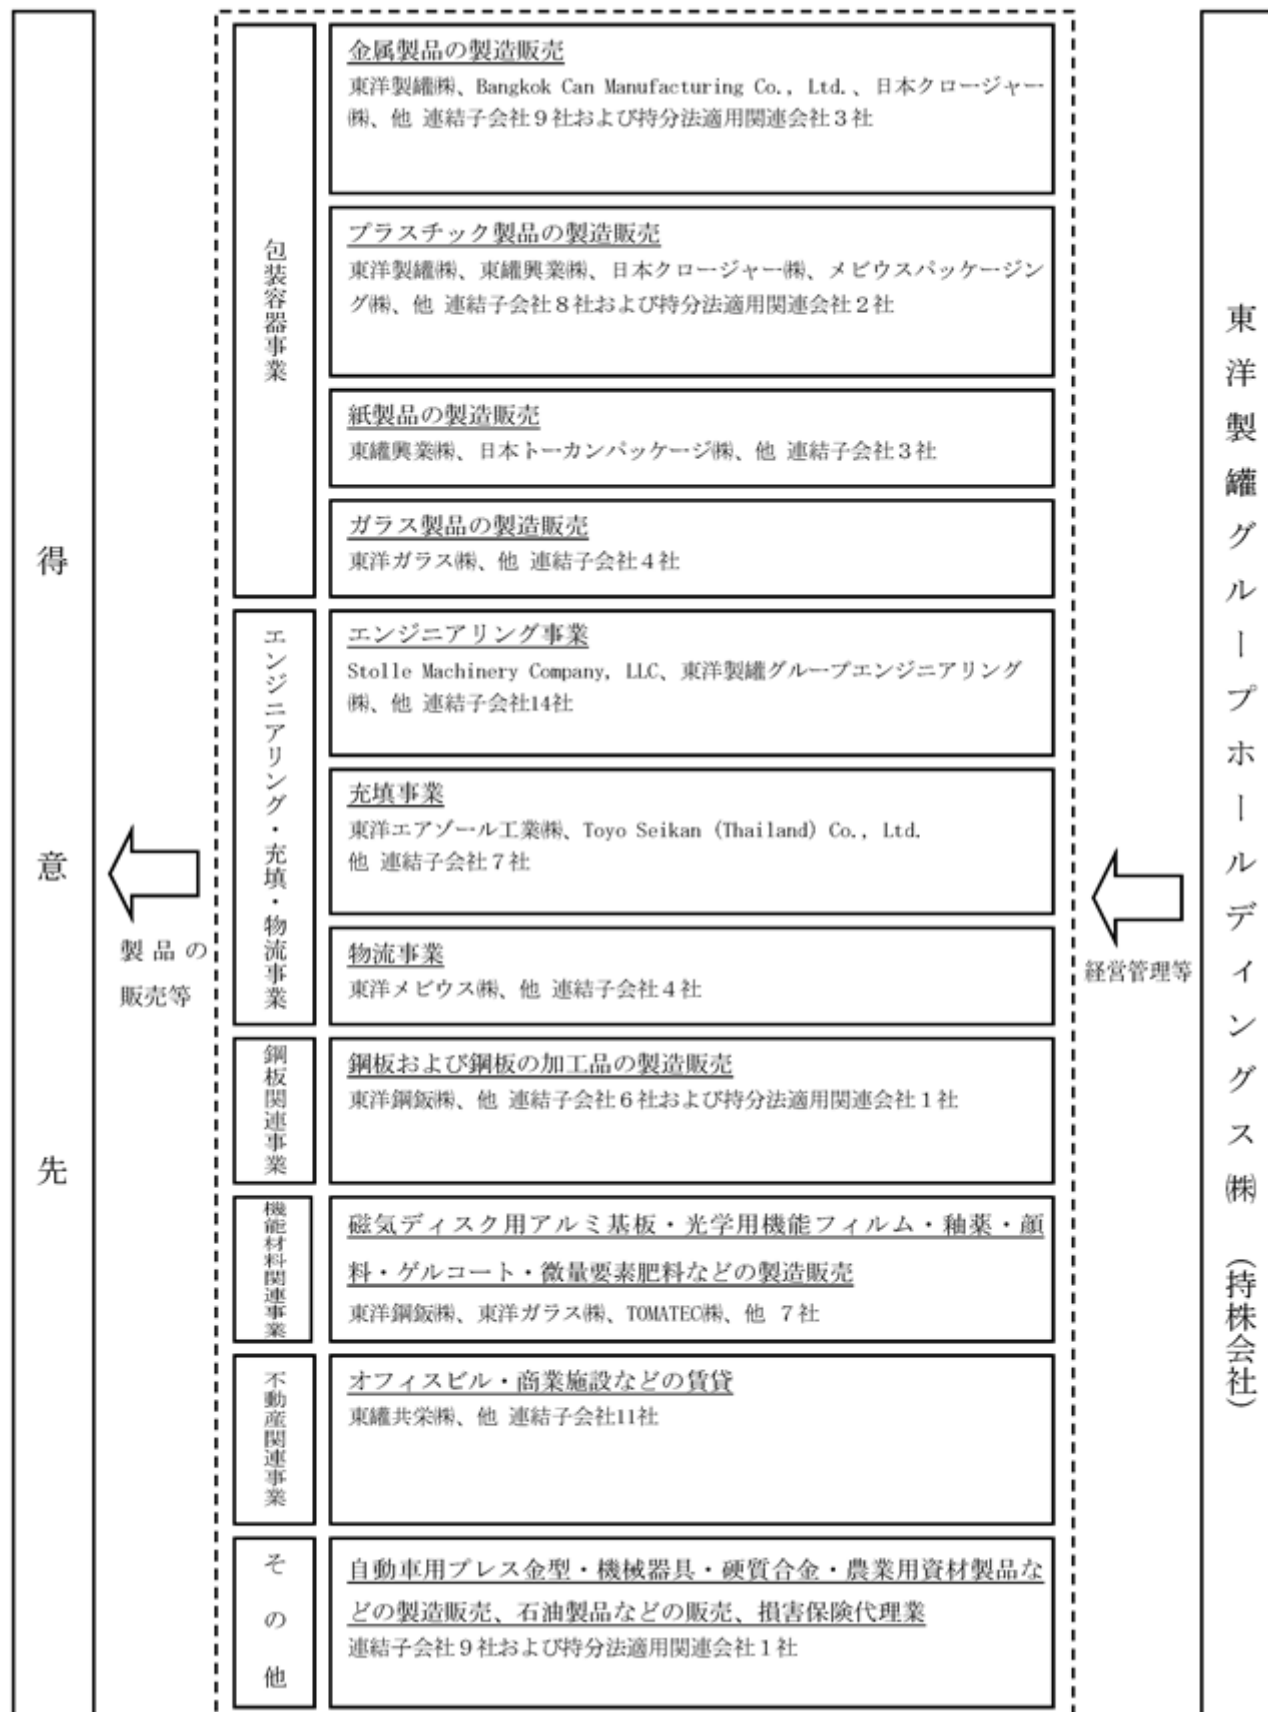 得意先
製品の
販売等
包装容器事業
金属製品の製造販売
東洋製罐㈱、Bangkok Can Manufacturing Co., Ltd.、日本クロージャー
㈱、他 連結子会社９社および持分法適用関連会社３社
プラスチック製品の製造販売
東洋製罐㈱、東罐興業㈱、日本クロージャー㈱、メビウスパッケージン
グ㈱、他 連結子会社８社および持分法適用関連会社２社
紙製品の製造販売
東罐興業㈱、日本トーカンパッケージ㈱、他 連結子会社３社
ガラス製品の製造販売
東洋ガラス㈱、他 連結子会社４社
エンジニアリング・充填・物流事業
エンジニアリング事業
Stolle Machinery Company, LLC、東洋製罐グループエンジニアリング
㈱、他 連結子会社14社
充填事業
東洋エアゾール工業㈱、Toyo Seikan (Thailand) Co., Ltd.
他 連結子会社７社
物流事業
東洋メビウス㈱、他 連結子会社４社
鋼板関連事業
鋼板および鋼板の加工品の製造販売
東洋鋼鈑㈱、他 連結子会社６社および持分法適用関連会社１社
機能材料関連事業
磁気ディスク用アルミ基板・光学用機能フィルム・釉薬・顔
料・ゲルコート・微量要素肥料などの製造販売
東洋鋼鈑㈱、東洋ガラス㈱、TOMATEC㈱、他 ７社
不動産関連事業
オフィスビル・商業施設などの賃貸
東罐共栄㈱、他 連結子会社11社
その他
自動車用プレス金型・機械器具・硬質合金・農業用資材製品な
どの製造販売、石油製品などの販売、損害保険代理業
連結子会社９社および持分法適用関連会社１社
経営管理等
東洋製罐グループホールディングス㈱ (持株会社)